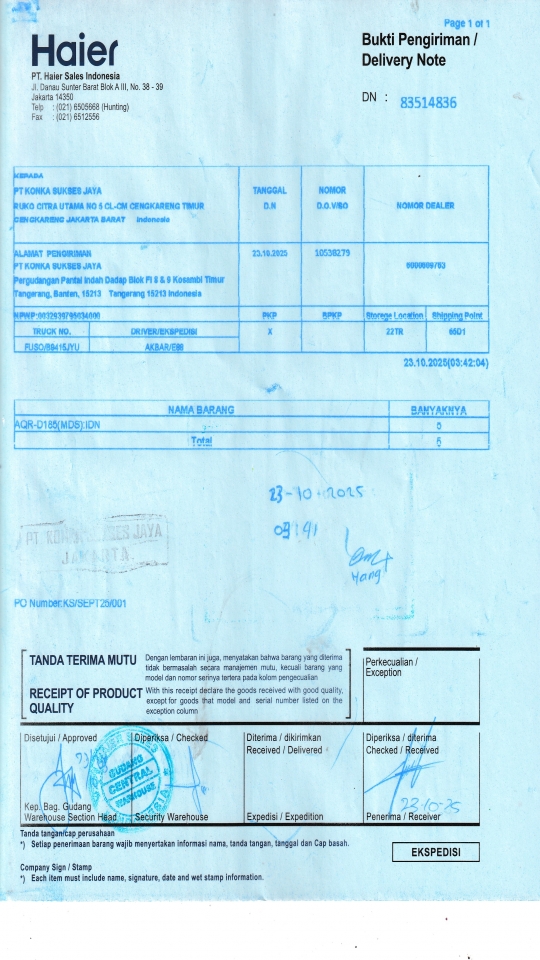 Page 1 of 1
Haier
Bukti Pengiriman /
Delivery Note
PT. Haier Sales Indonesia
Jl. Danau Sunter Barat Blok A III, No. 38 - 39
Jakarta 14350
Telp : (021) 6505668 (Hunting)
Fax : (021) 6512556
DN : 83514836
KEPADA
PT KONKA SUKSES JAYA
RUKO CITRA UTAMA NO 5 CL-CM CENGKARENG TIMUR
CENGKARENG JAKARTA BARAT Indonesia
TANGGAL
D.N
NOMOR
D.O.V/SO
NOMOR DEALER
ALAMAT PENGIRIMAN
PT KONKA SUKSES JAYA
Pergudangan Pantai Indah Dadap Blok FI 8 & 9 Kosambi Timur
Tangerang, Banten, 15213 Tangerang 15213 Indonesia
23.10.2025
10538279
PKP
BPKP
Storage Location
Shipping Point
TRUCK NO.
DRIVER/EKSPEDISI
X
22TR
65D1
AKBAR/E88
23.10.2025(03:42:04)
NAMA BARANG
BANYAKNYA
AQR-D185(MDS):IDN
5
Total
5
23-10-2025
Hang
PT KONKA SUKSES JAYA
JAKARTA
PO Number:KS/SEPT25/001
TANDA TERIMA MUTU
Dengan lembaran ini juga, menyatakan bahwa barang yang diterima
tidak bermasalah secara manajemen mutu, kecuali barang yang
model dan nomor serinya tertera pada kolom pengecualian
RECEIPT OF PRODUCT
QUALITY
With this receipt declare the goods received with good quality,
except for goods that model and serial number listed on the
exception column
Perkecualian /
Exception
Disetujui / Approved
Diperiksa / Checked
Diterima / dikirimkan
Received / Delivered
Diperiksa / diterima
Checked / Received
GUDANG
CENTRAL
WAREHOUSE
23-10-25
Kep. Bag. Gudang
Warehouse Section Head
Security Warehouse
Expedisi / Expedition
Penerima / Receiver
Tanda tangan/cap perusahaan
*) Setiap penerimaan barang wajib menyertakan informasi nama, tanda tangan, tanggal dan Cap basah.
EKSPEDISI
Company Sign / Stamp
*) Each item must include name, signature, date and wet stamp information.